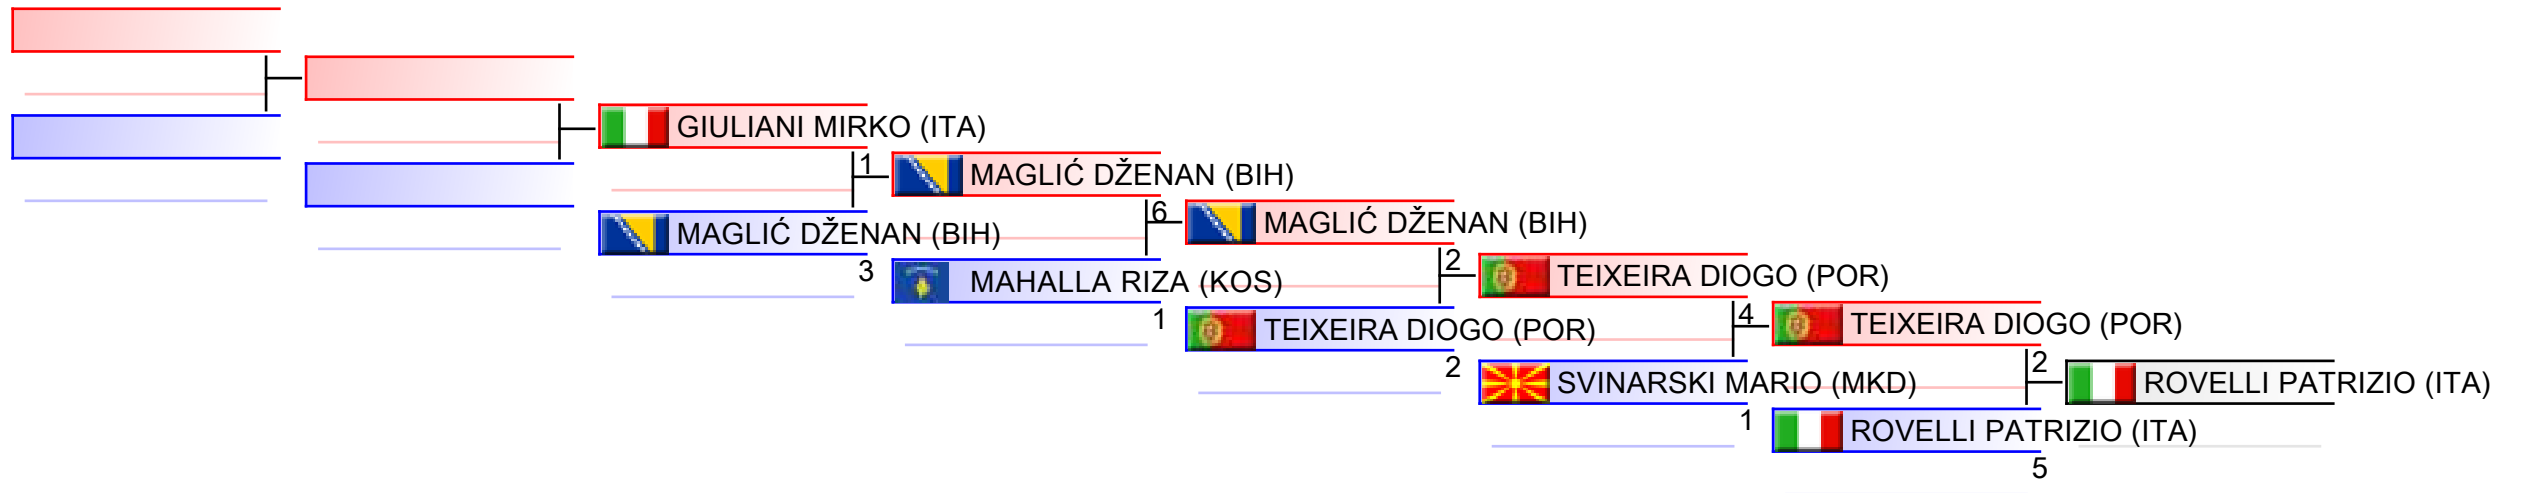 GIULIANI MIRKO (ITA)
1
MAGLIĆ DŽENAN (BIH)
3
MAGLIĆ DŽENAN (BIH)
6
MAHALLA RIZA (KOS)
1
MAGLIĆ DŽENAN (BIH)
2
TEIXEIRA DIOGO (POR)
2
TEIXEIRA DIOGO (POR)
4
SVINARSKI MARIO (MKD)
1
TEIXEIRA DIOGO (POR)
2
ROVELLI PATRIZIO (ITA)
5
ROVELLI PATRIZIO (ITA)